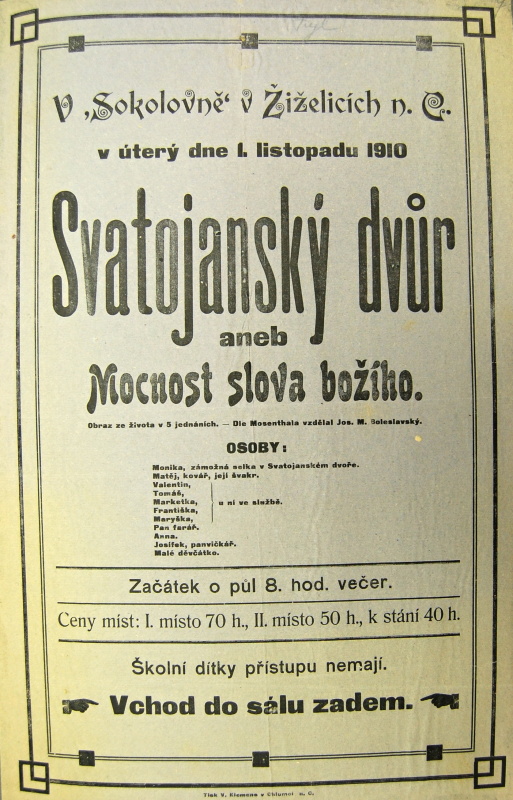 V „Sokolovně“ v Žiželicích n. C.
v úterý dne 1. listopadu 1910
Svatojanský dvůr
aneb
Mocnost slova božího.
Obraz ze života v 5 jednáních. — Dle Mosenthala vzdělal Jos. M. Boleslavský.
OSOBY:
Monika, zámožná selka v Svatojanském dvoře.
Matěj, kovář, její švakr.
Valentin,
Tomáš,
Marketka,
u ní ve službě.
Františka,
Maryška,
Pan farář.
Anna.
Josífek, panvičkář.
Malé děvčátko.
Začátek o půl 8. hod. večer.
Ceny míst: I. místo 70 h., II. místo 50 h., k stání 40 h.
Školní dítky přístupu nemají.
Vchod do sálu zadem.
Tisk V. Klemens v Chlumci n. C.